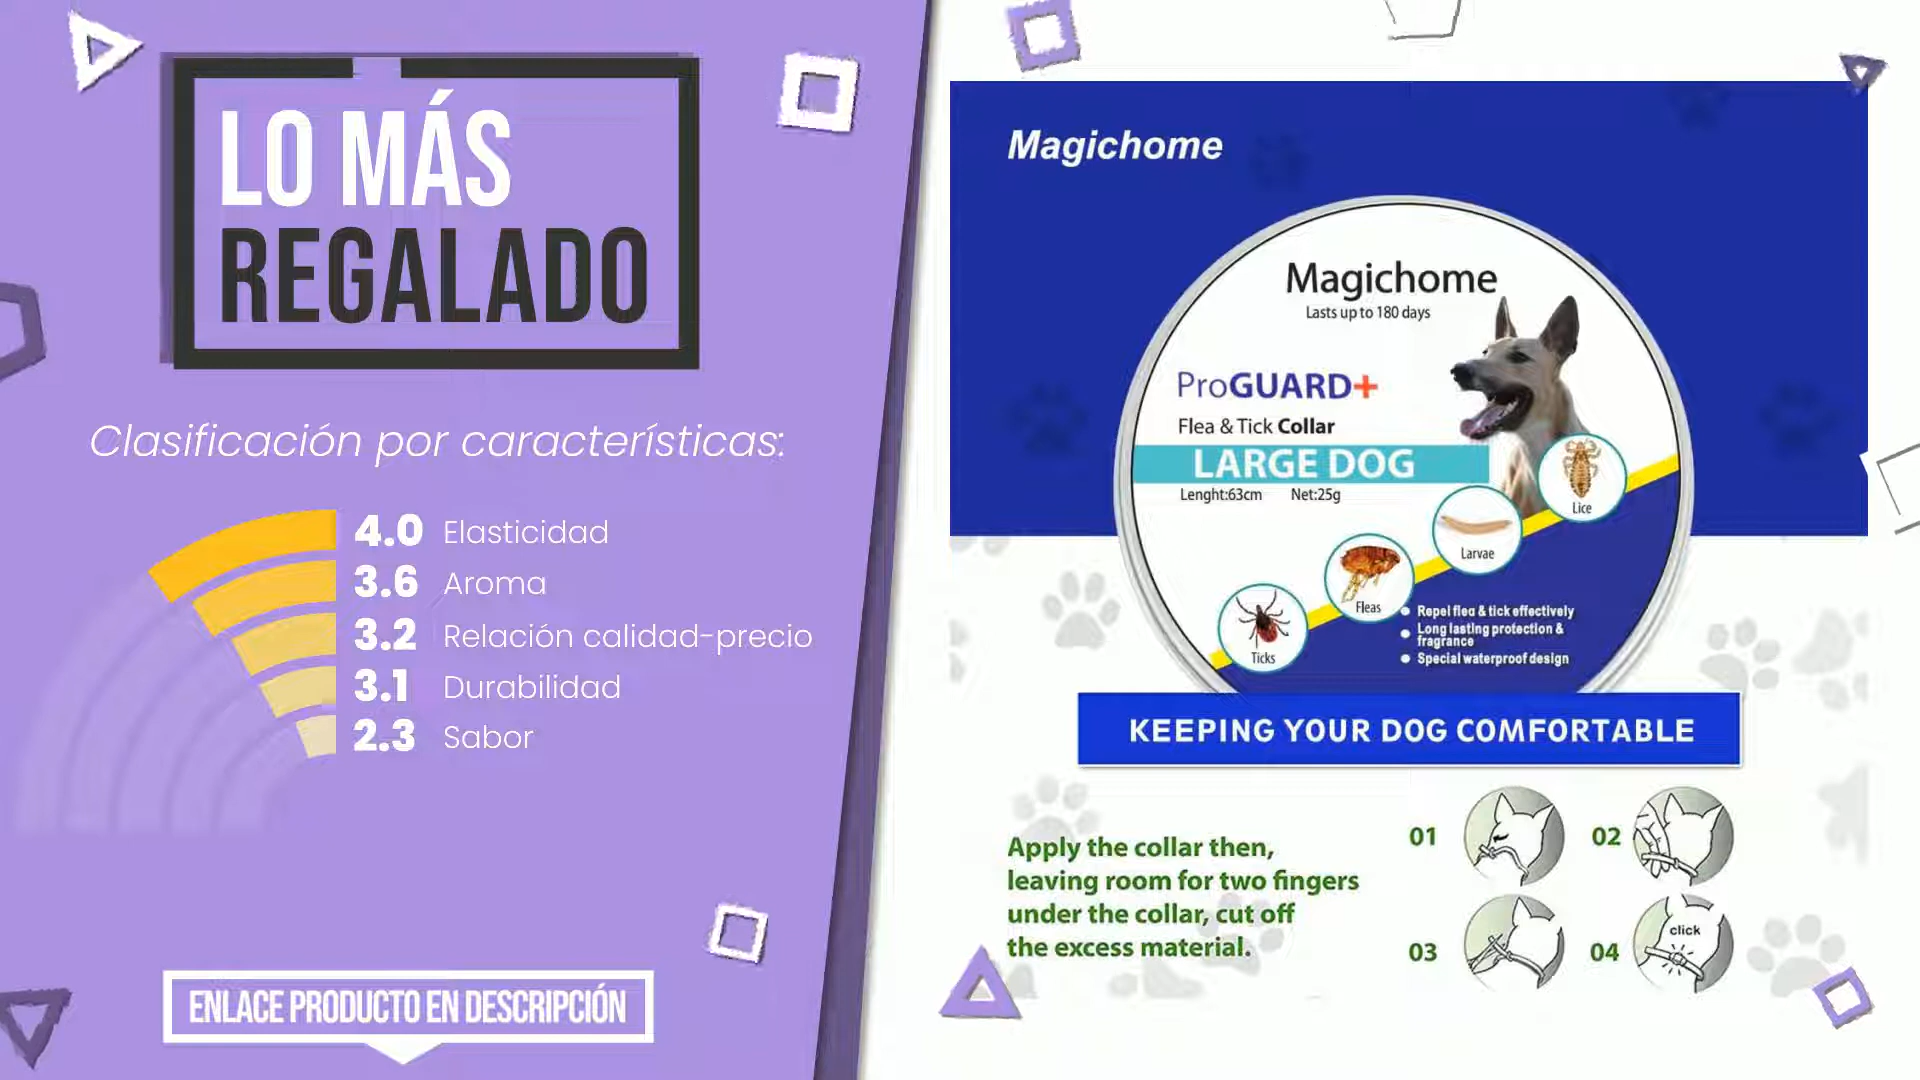 LO MÁS
REGALADO
Clasificación por características:
4.0 Elasticidad
3.6 Aroma
3.2 Relación calidad-precio
3.1 Durabilidad
2.3 Sabor
ENLACE PRODUCTO EN DESCRIPCIÓN
Magichome
Magichome
Lasts up to 180 days
ProGUARD+
Flea & Tick Collar
LARGE DOG
Lenght:63cm Net:25g
Lice
Larvae
Fleas
Ticks
Repel flea & tick effectively
Long lasting protection &
fragrance
Special waterproof design
KEEPING YOUR DOG COMFORTABLE
Apply the collar then,
leaving room for two fingers
under the collar, cut off
the excess material.
01
02
03
04
click